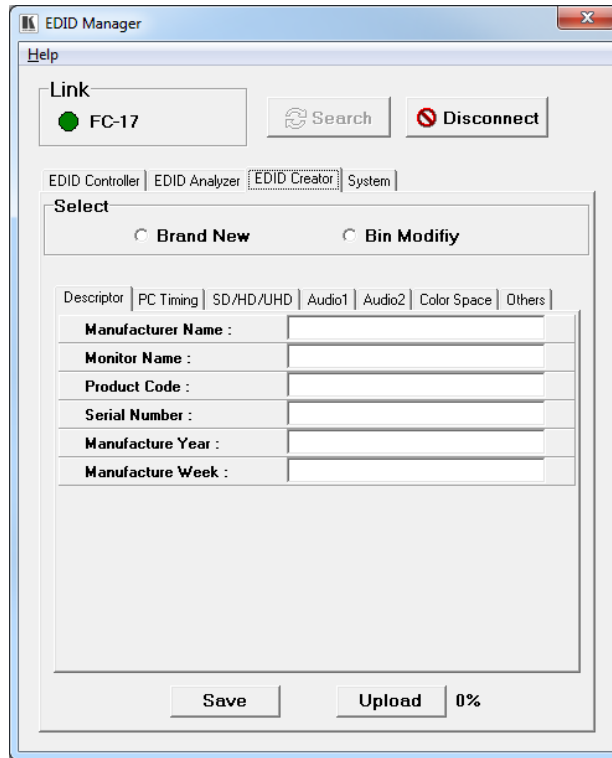 EDID Manager
Help
Link
FC-17
Search
Disconnect
EDID Controller EDID Analyzer EDID Creator System
Select
Brand New Bin Modifiy
Descriptor PC Timing SD/HD/UHD Audio1 Audio2 Color Space Others
Manufacturer Name :
Monitor Name :
Product Code :
Serial Number :
Manufacture Year :
Manufacture Week :
Save Upload 0%